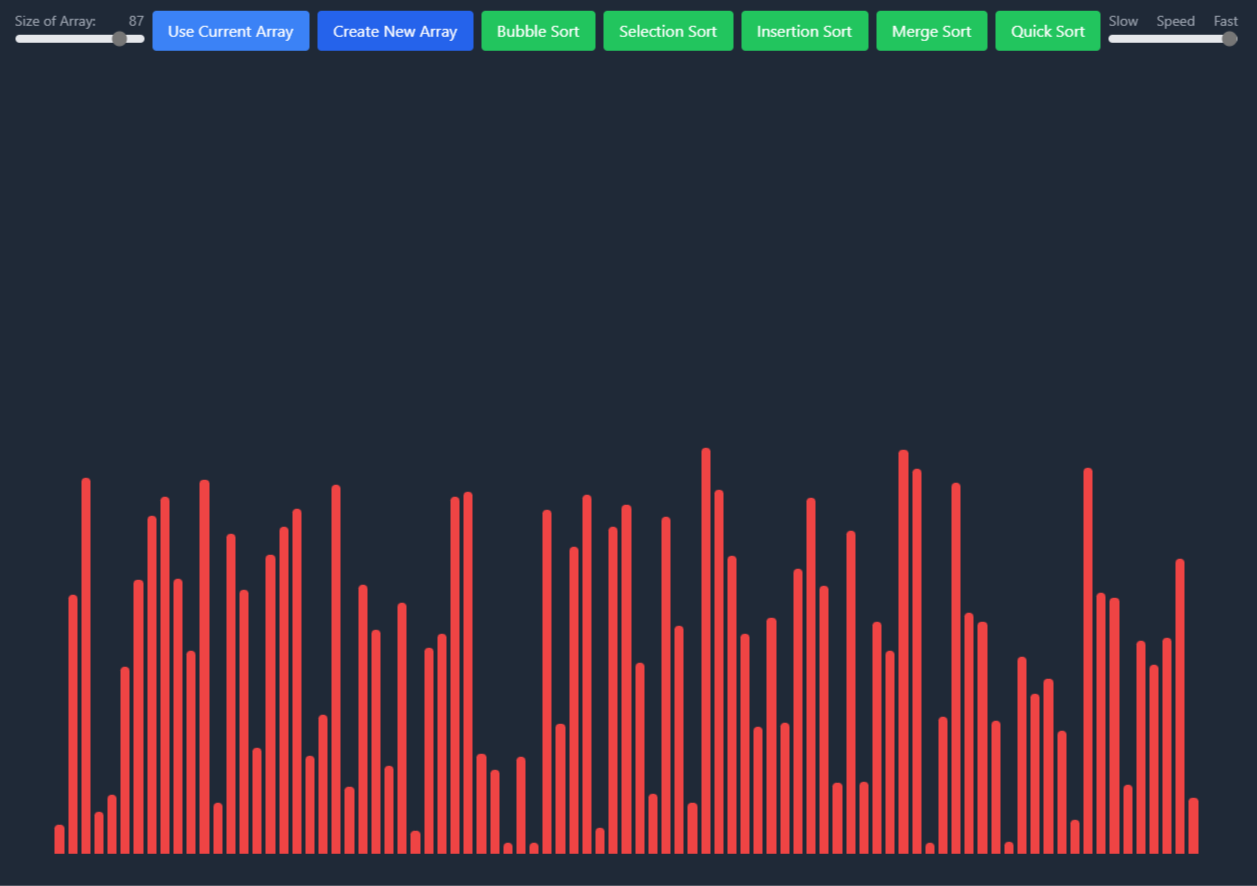 Size of Array: 87
Use Current Array
Create New Array
Bubble Sort
Selection Sort
Insertion Sort
Merge Sort
Quick Sort
Slow Speed Fast